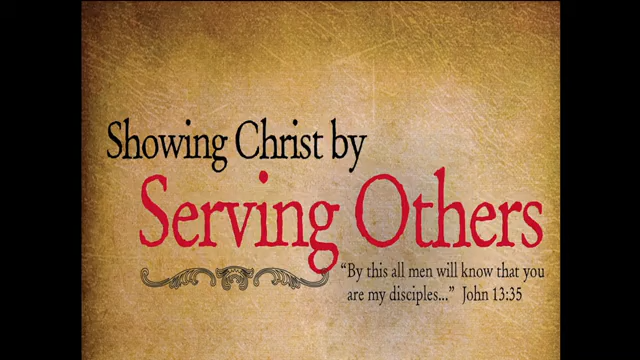 Showing Christ by
Serving Others
“By this all men will know that you
are my disciples...” John 13:35